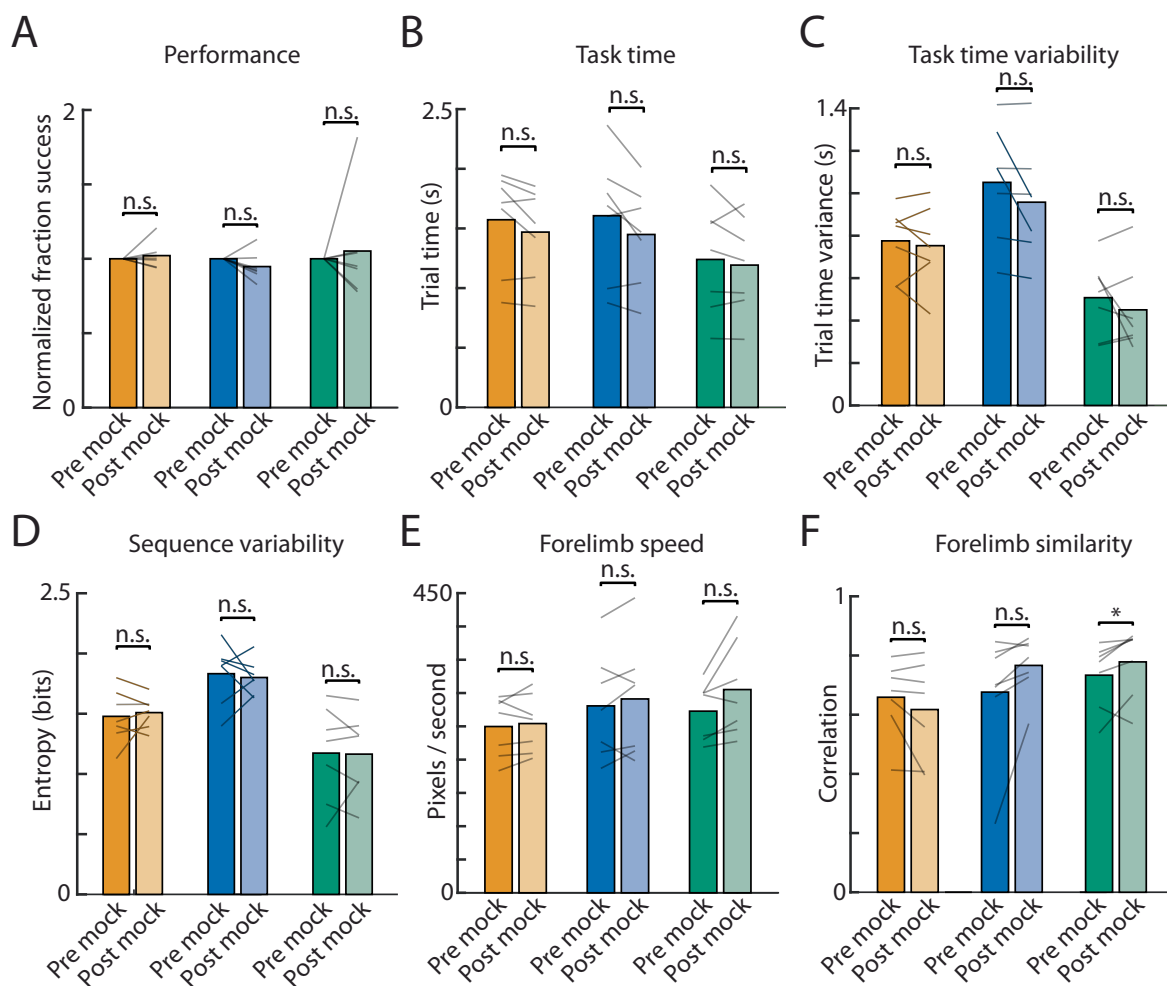 A
Performance
Normalized fraction success
2
0
n.s.
n.s.
n.s.
Pre mock
Post mock
Pre mock
Post mock
Pre mock
Post mock
B
Task time
Trial time (s)
2.5
0
n.s.
n.s.
n.s.
Pre mock
Post mock
Pre mock
Post mock
Pre mock
Post mock
C
Task time variability
Trial time variance (s)
1.4
0
n.s.
n.s.
n.s.
Pre mock
Post mock
Pre mock
Post mock
Pre mock
Post mock
D
Sequence variability
Entropy (bits)
2.5
0
n.s.
n.s.
n.s.
Pre mock
Post mock
Pre mock
Post mock
Pre mock
Post mock
E
Forelimb speed
Pixels / second
450
0
n.s.
n.s.
n.s.
Pre mock
Post mock
Pre mock
Post mock
Pre mock
Post mock
F
Forelimb similarity
Correlation
1
0
n.s.
n.s.
*
Pre mock
Post mock
Pre mock
Post mock
Pre mock
Post mock